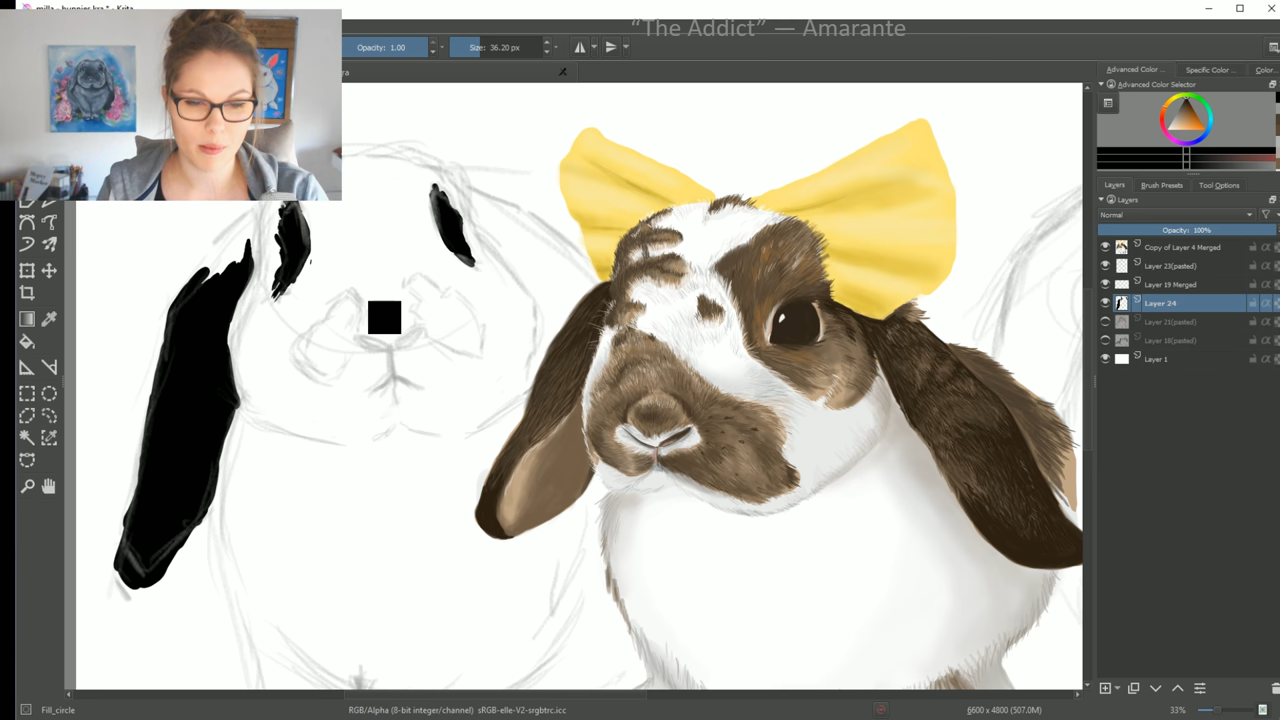 milla - bunnies.kra * - Krita
“The Addict” — Amarante
Opacity: 1.00
Size: 36.20 px
ra
Advanced Color ...
Specific Color ...
Color...
Advanced Color Selector
Layers
Brush Presets
Tool Options
Layers
Normal
Opacity: 100%
Copy of Layer 4 Merged
Layer 23(pasted)
Layer 19 Merged
Layer 24
Layer 21(pasted)
Layer 18(pasted)
Layer 1
Fill_circle
RGB/Alpha (8-bit integer/channel) sRGB-elle-V2-srgbtrc.icc
6600 x 4800 (507.0M)
33%